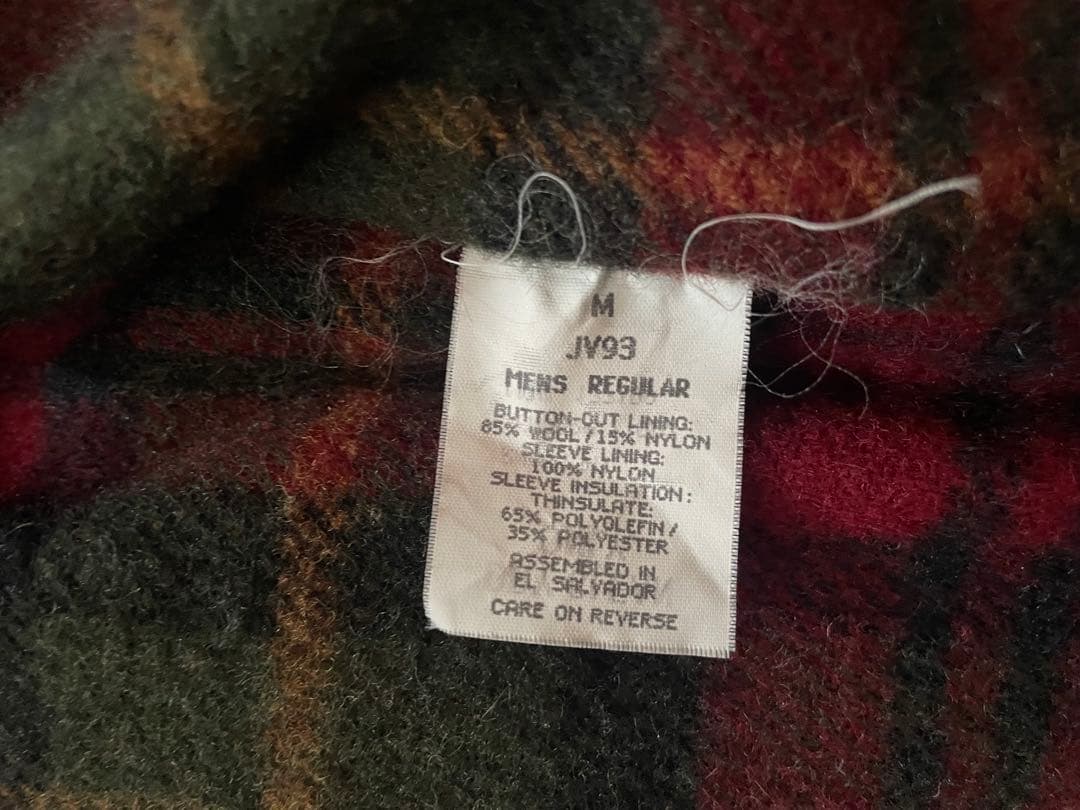 M
JV93
MENS REGULAR
BUTTON-OUT LINING:
85% WOOL/15% NYLON
SLEEVE LINING:
100% NYLON
SLEEVE INSULATION:
THINSULATE:
65% POLYOLEFIN/
35% POLYESTER
ASSEMBLED IN
EL SALVADOR
CARE ON REVERSE